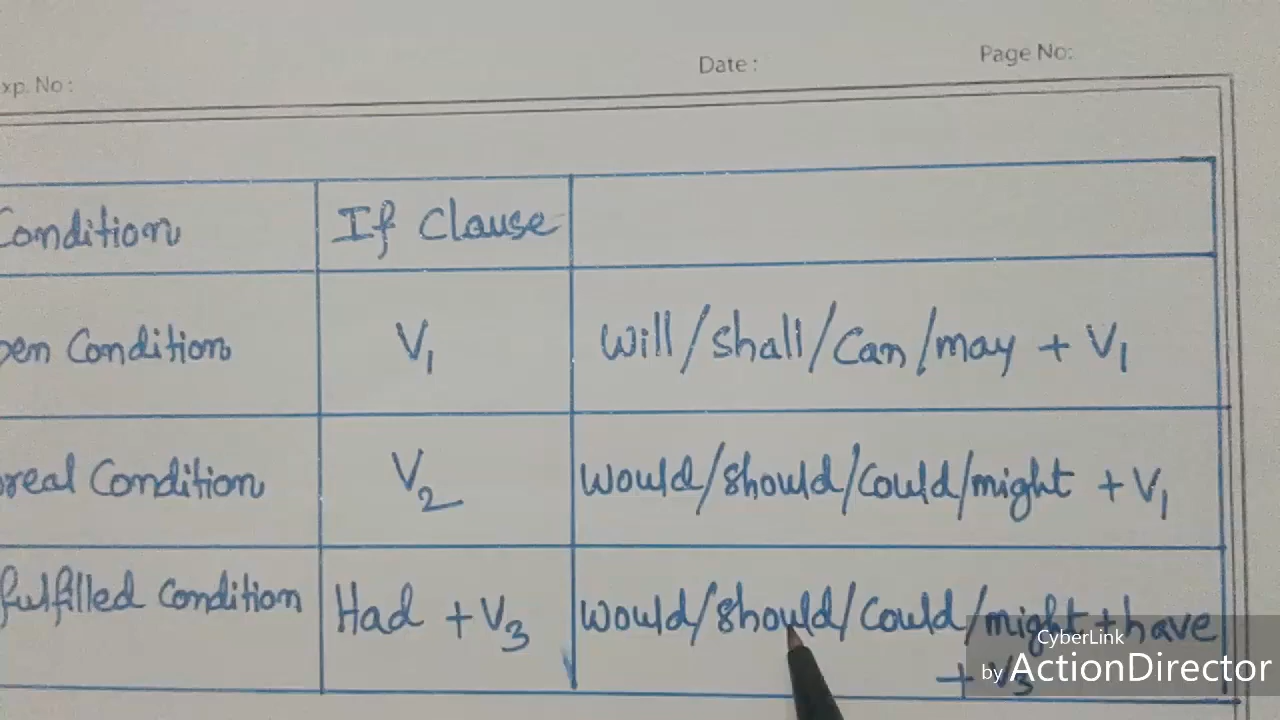 xp. No :
Date :
Page No:
Condition
If Clause
pen Condition
V1
Will/Shall/Can/may + V1
real Condition
V2
Would/Should/Could/might + V1
fulfilled Condition
Had + V3
Would/Should/Could/might + have
+ V3
CyberLink
by ActionDirector